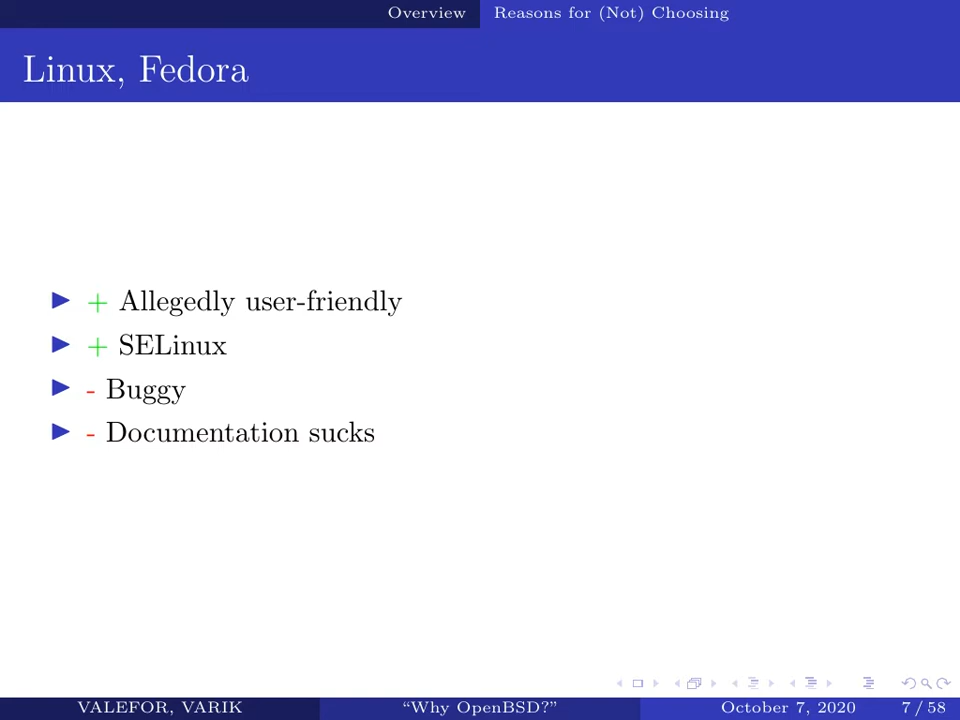 Overview Reasons for (Not) Choosing
Linux, Fedora
+ Allegedly user-friendly
+ SELinux
- Buggy
- Documentation sucks
VALEFOR, VARIK “Why OpenBSD?” October 7, 2020 7 / 58